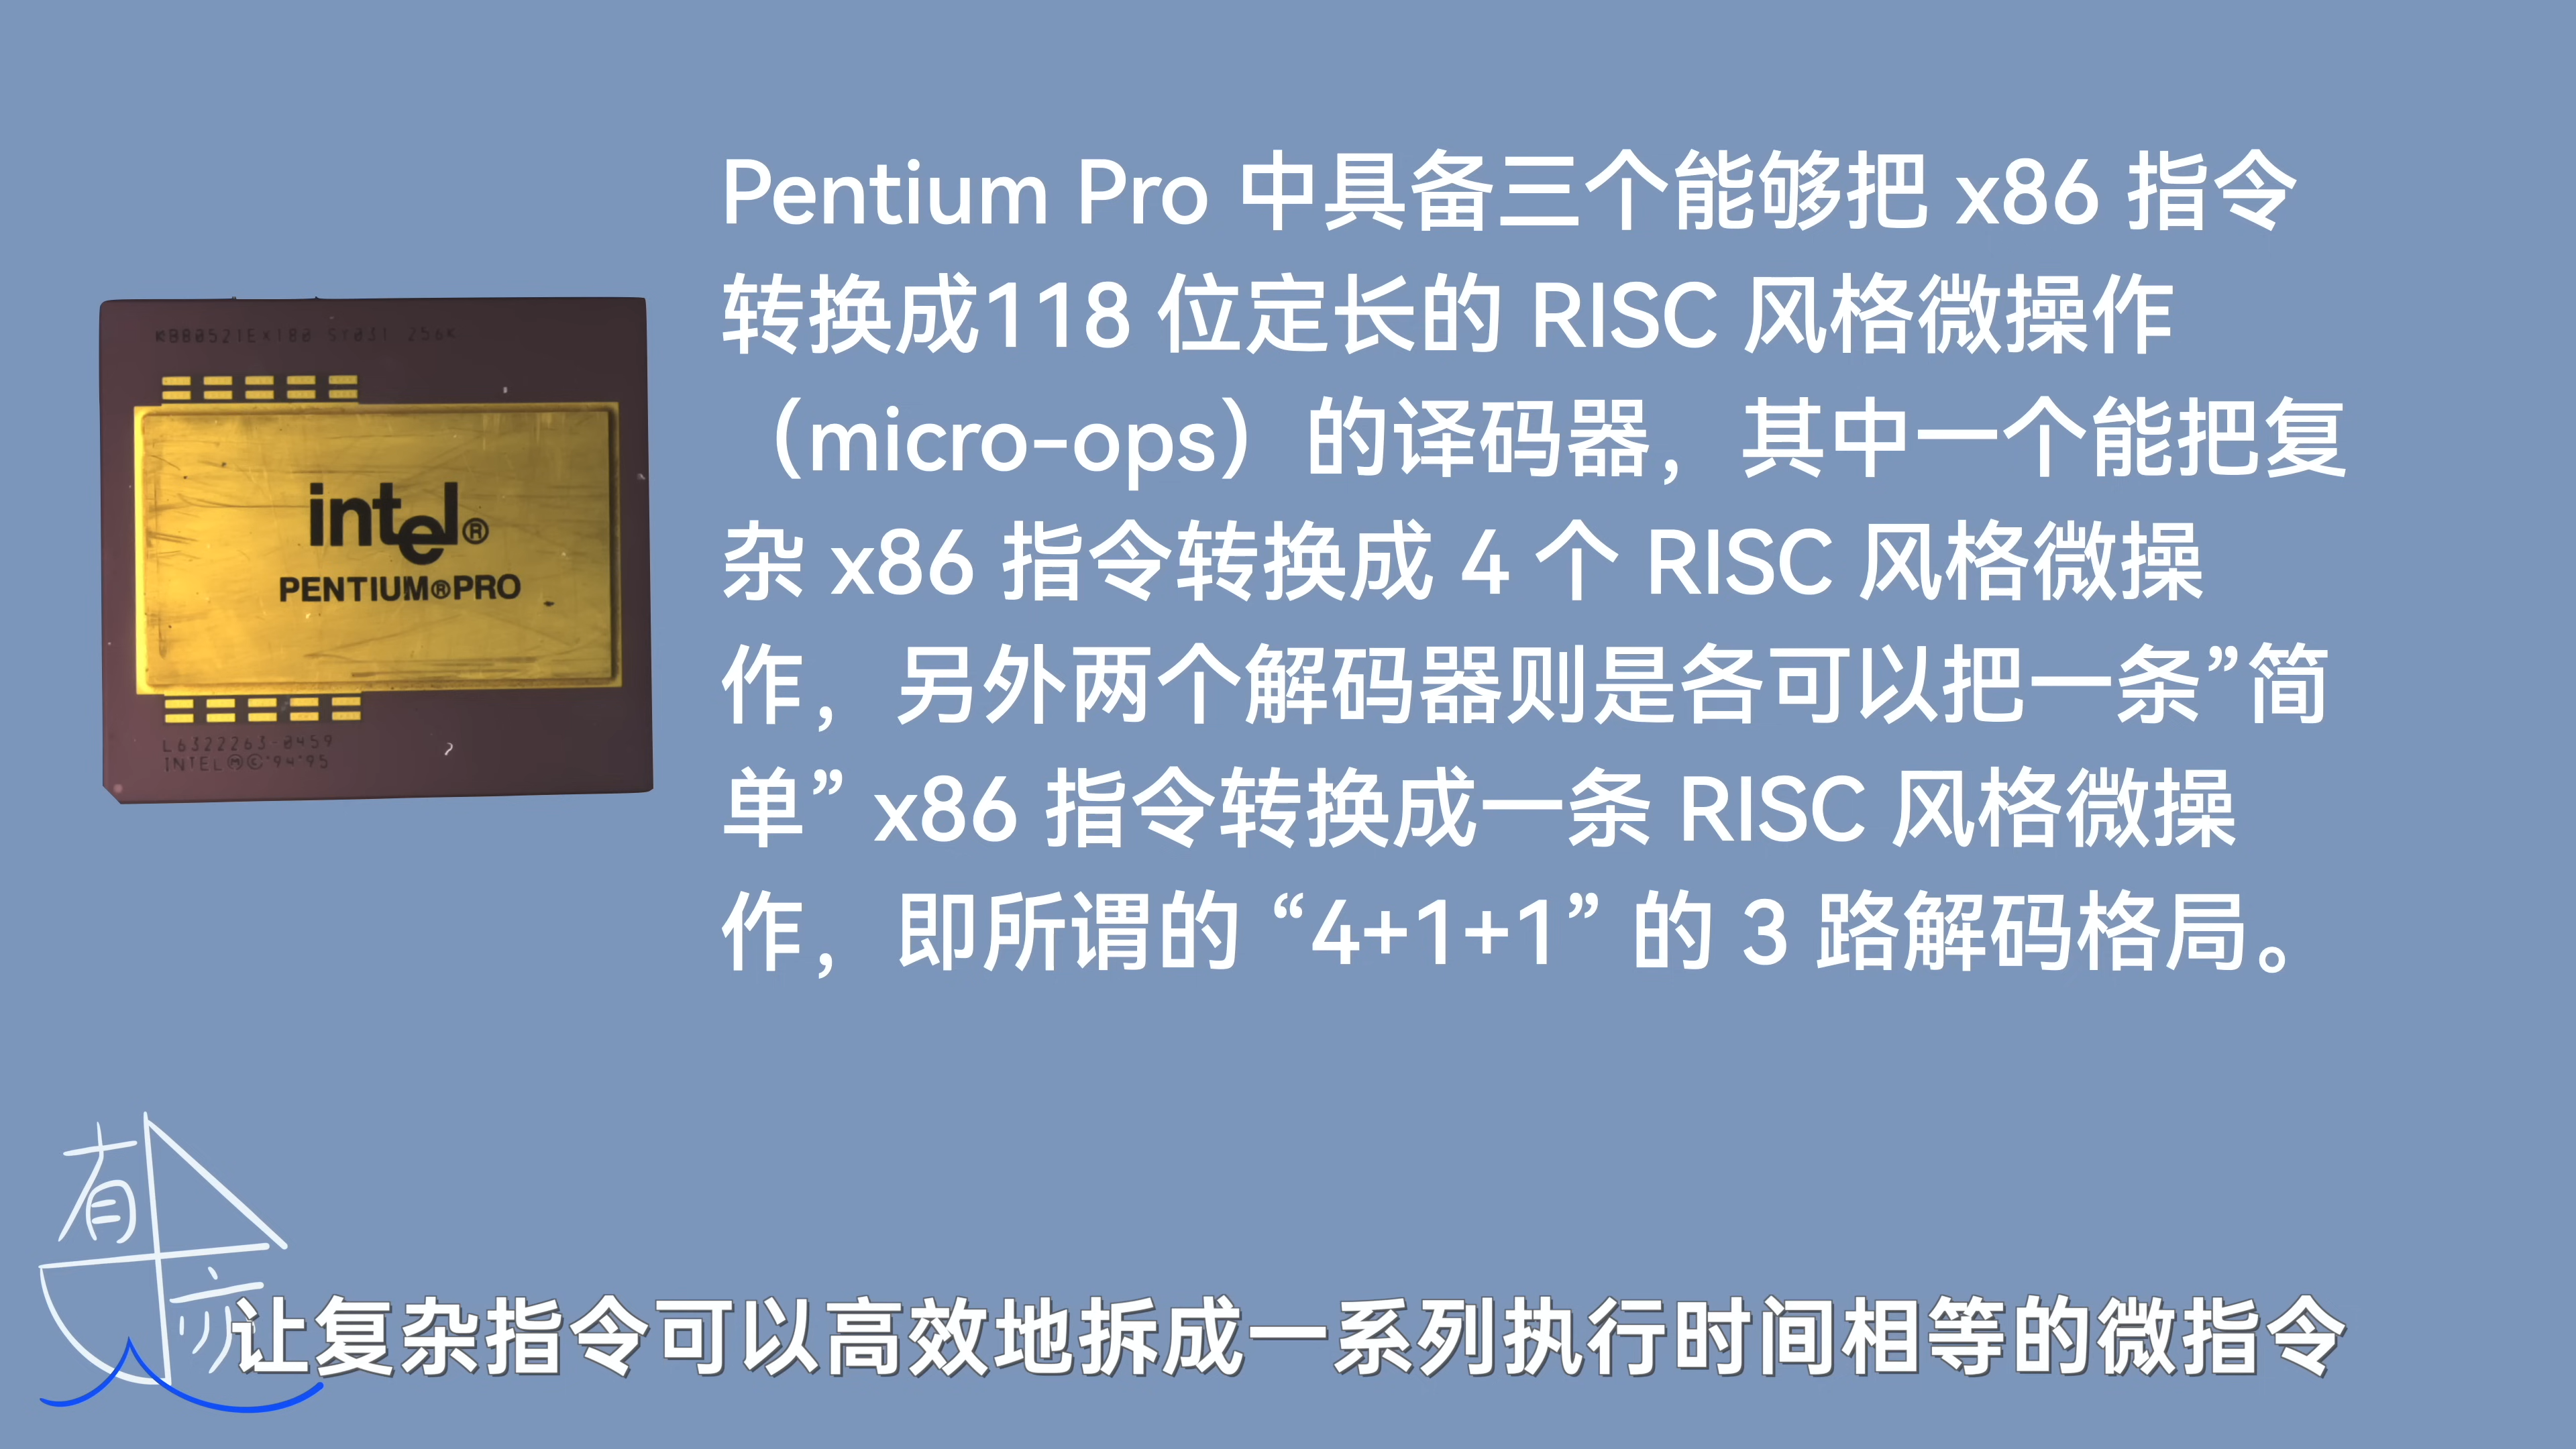 Pentium Pro 中具备三个能够把 x86 指令
转换成118 位定长的 RISC 风格微操作
（micro-ops）的译码器，其中一个能把复
杂 x86 指令转换成 4 个 RISC 风格微操
作，另外两个解码器则是各可以把一条”简
单” x86 指令转换成一条 RISC 风格微操
作，即所谓的 “4+1+1” 的 3 路解码格局。
intel®
PENTIUM®PRO
L6322263-0459
INTEL Ⓜ©'94'95
有
亦
让复杂指令可以高效地拆成一系列执行时间相等的微指令